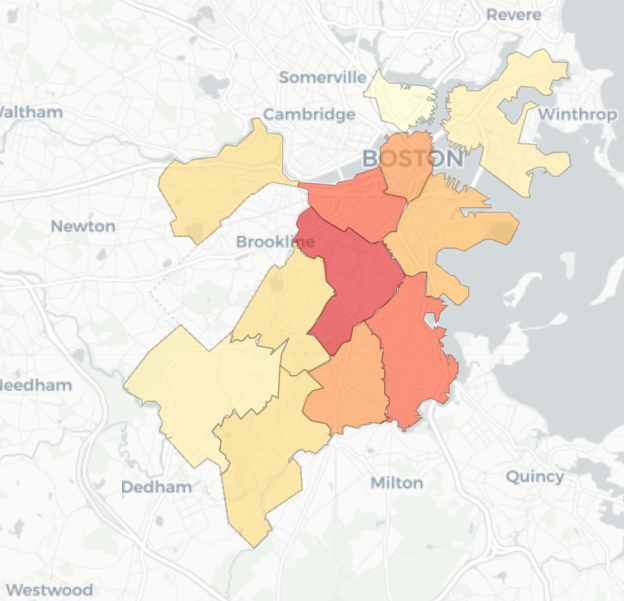 Revere
Somerville
Waltham
Cambridge
Winthrop
BOSTON
Newton
Brookline
Needham
Dedham
Milton
Quincy
Westwood